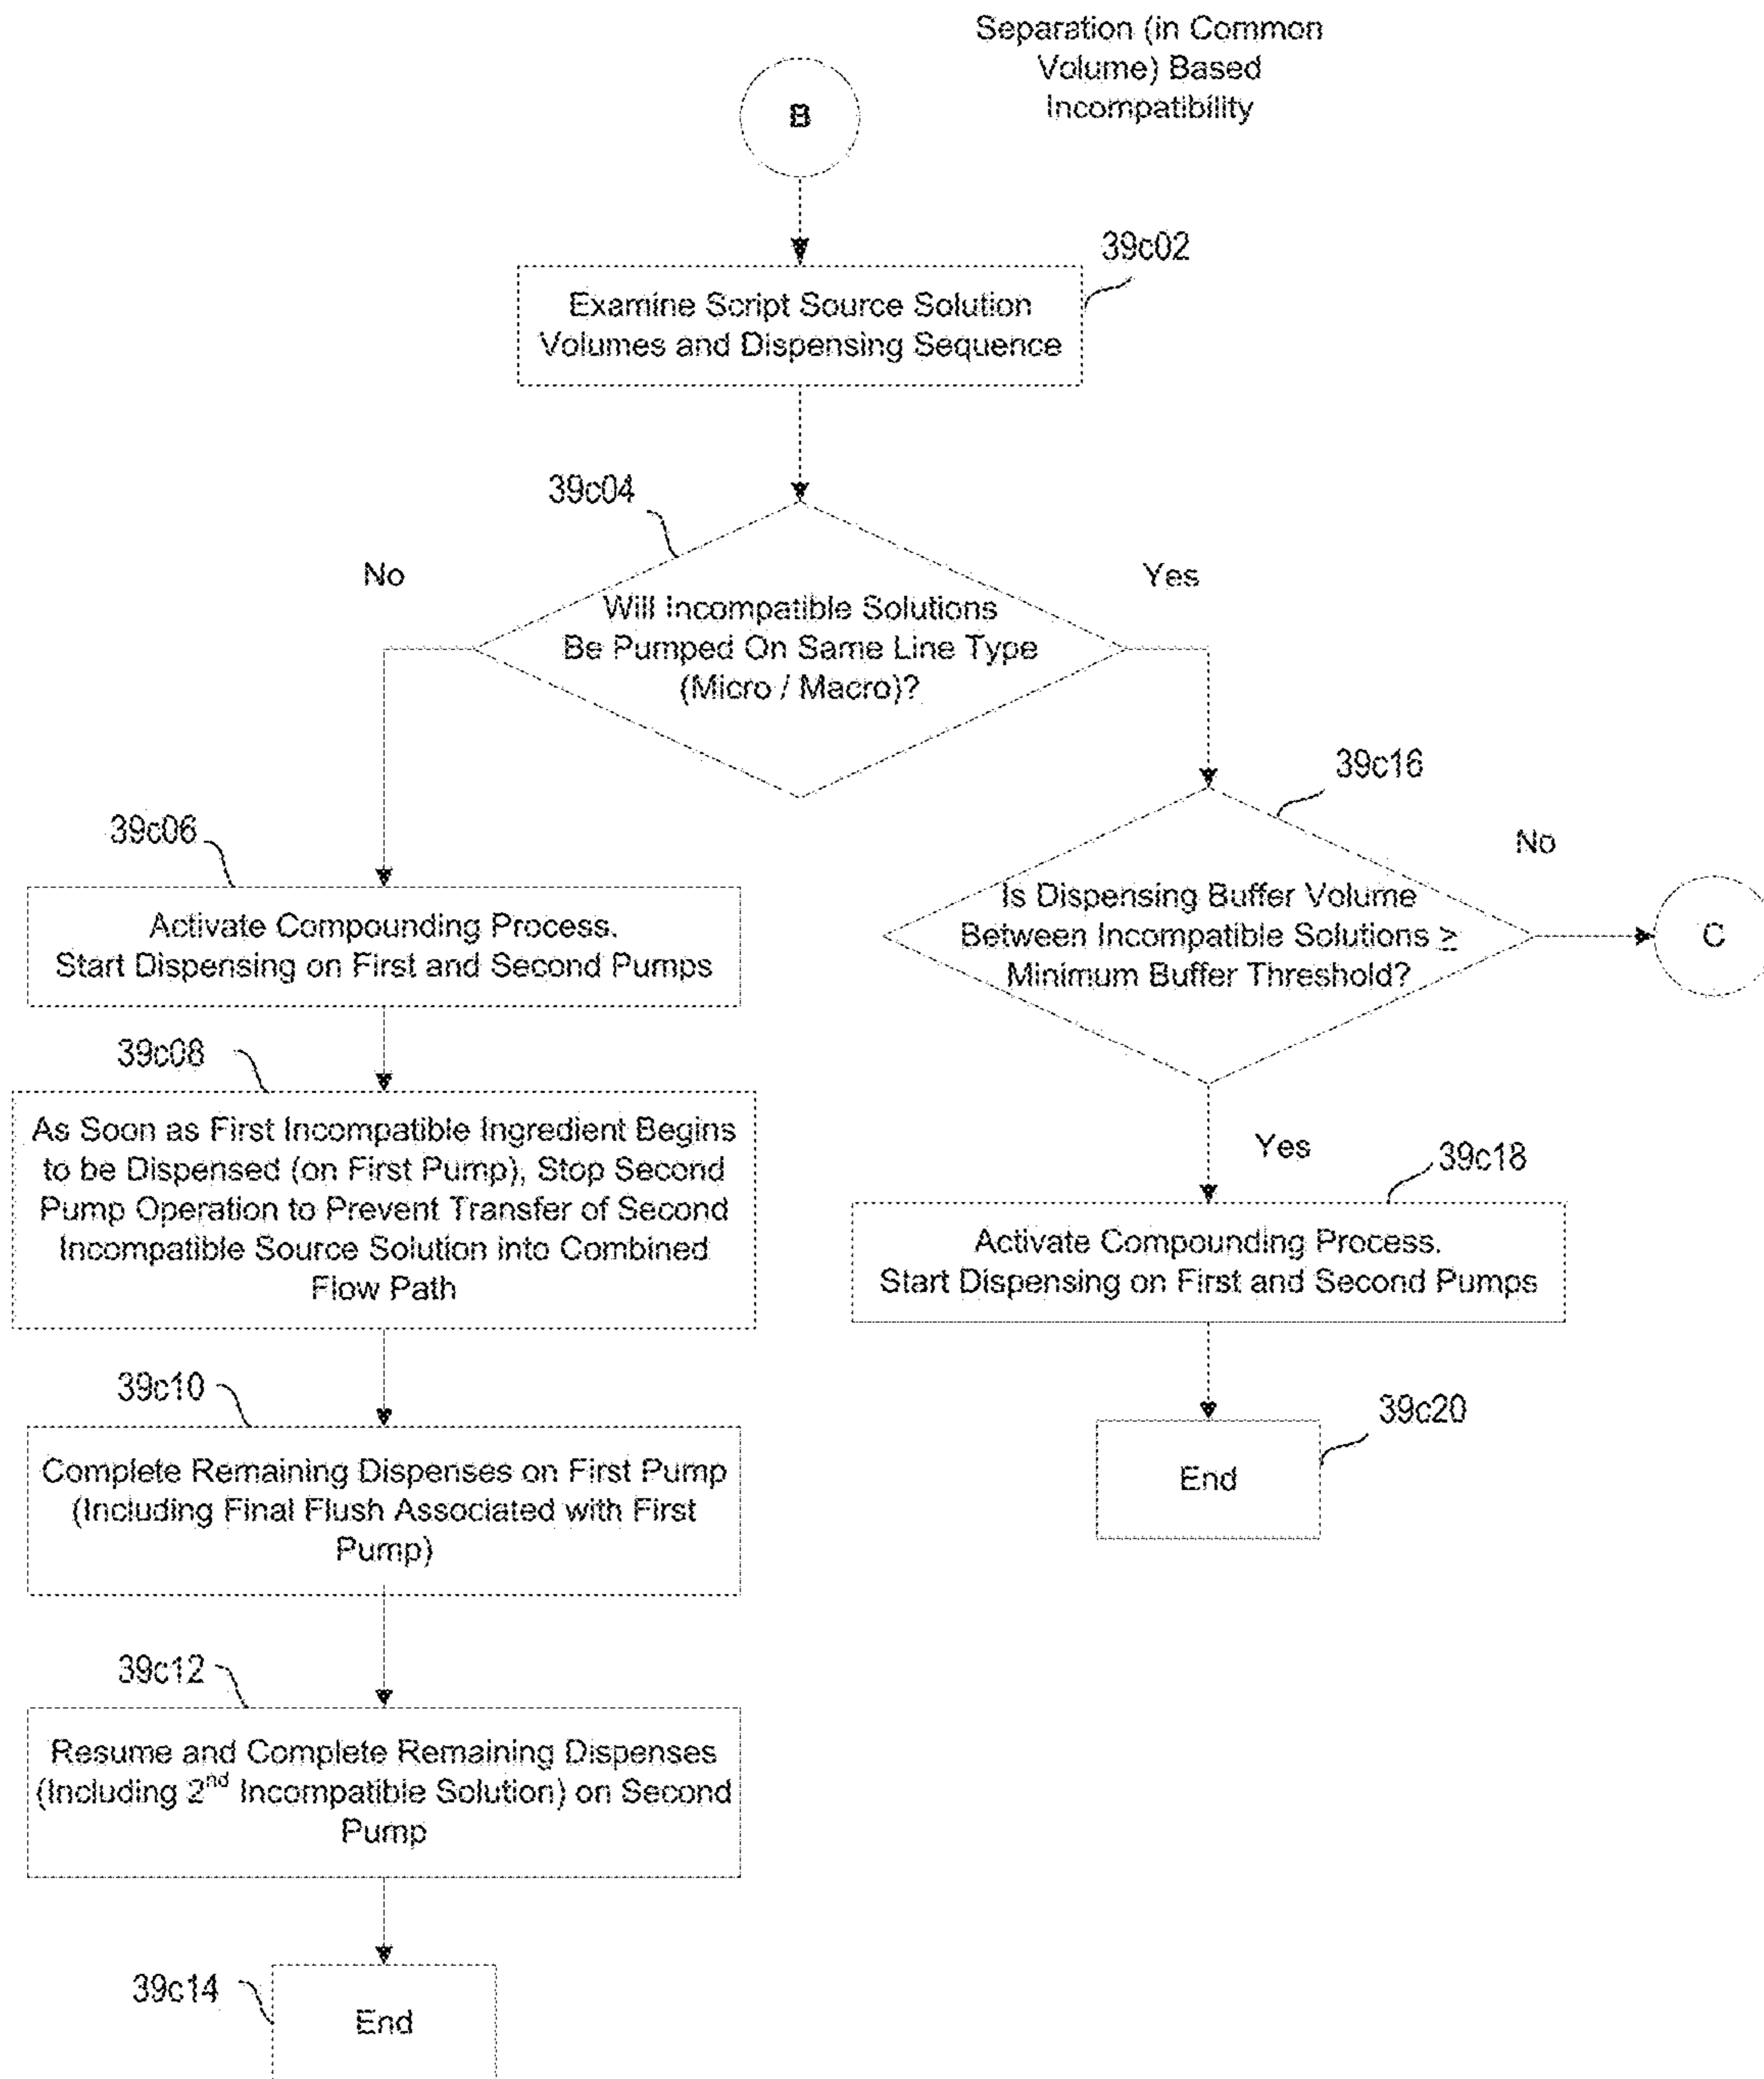 Separation (in Common
Volume) Based
Incompatibility
B
39c02
Examine Script Source Solution
Volumes and Dispensing Sequence
39c04
No
Yes
Will Incompatible Solutions
Be Pumped On Same Line Type
(Micro / Macro)?
39c16
39c06
No
Activate Compounding Process.
Start Dispensing on First and Second Pumps
Is Dispensing Buffer Volume
Between Incompatible Solutions ≥
Minimum Buffer Threshold?
C
39c08
As Soon as First Incompatible Ingredient Begins
to be Dispensed (on First Pump), Stop Second
Pump Operation to Prevent Transfer of Second
Incompatible Source Solution into Combined
Flow Path
Yes
39c18
Activate Compounding Process.
Start Dispensing on First and Second Pumps
39c10
Complete Remaining Dispenses on First Pump
(Including Final Flush Associated with First
Pump)
39c20
End
39c12
Resume and Complete Remaining Dispenses
(Including 2nd Incompatible Solution) on Second
Pump
39c14
End